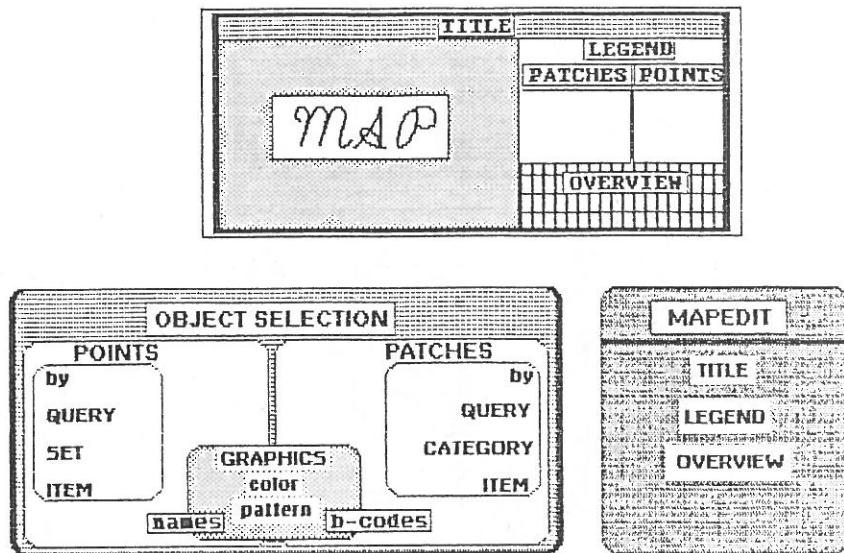 TITLE
LEGEND
PATCHES POINTS
MAP
OVERVIEW
OBJECT SELECTION
POINTS
by
QUERY
SET
ITEM
PATCHES
by
QUERY
CATEGORY
ITEM
GRAPHICS
color
pattern
names
b-codes
MAPEDIT
TITLE
LEGEND
OVERVIEW